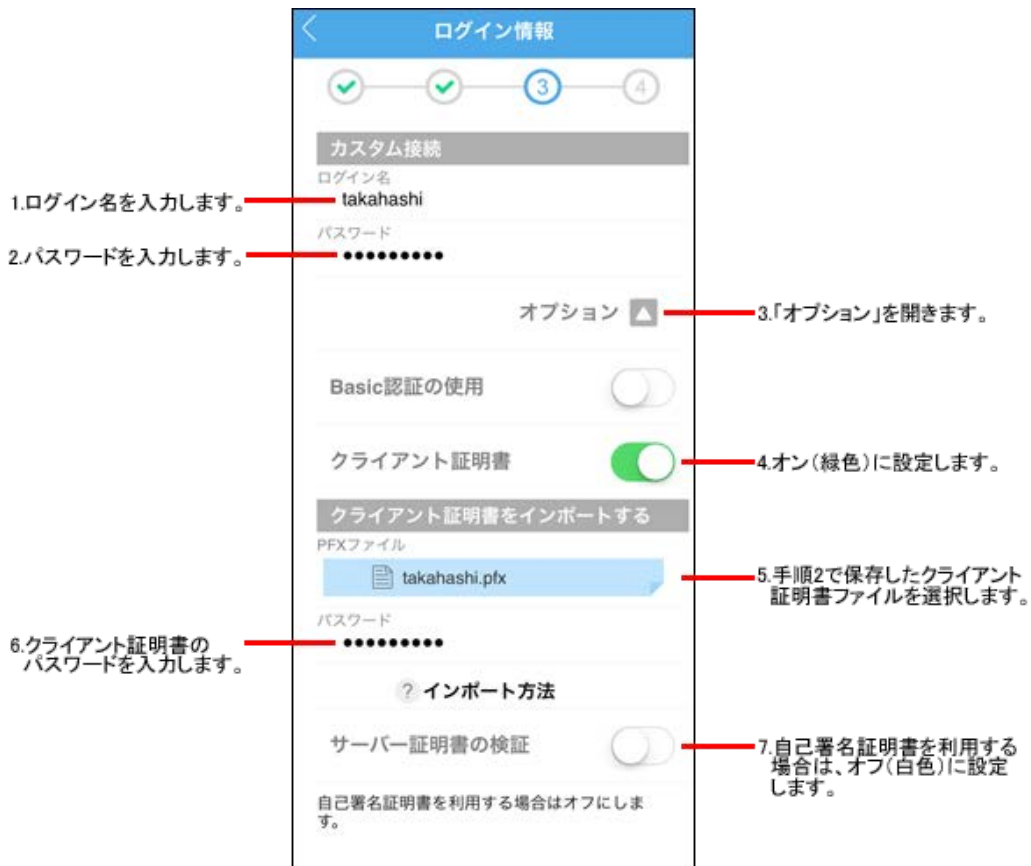 ログイン情報
3
4
カスタム接続
ログイン名
takahashi
1.ログイン名を入力します。
パスワード
●●●●●●●●●
2.パスワードを入力します。
オプション
3.「オプション」を開きます。
Basic認証の使用
クライアント証明書
4.オン（緑色）に設定します。
クライアント証明書をインポートする
PFXファイル
takahashi.pfx
5.手順2で保存したクライアント
証明書ファイルを選択します。
パスワード
●●●●●●●●●
6.クライアント証明書の
パスワードを入力します。
? インポート方法
サーバー証明書の検証
7.自己署名証明書を利用する
場合は、オフ（白色）に設定
します。
自己署名証明書を利用する場合はオフにしま
す。